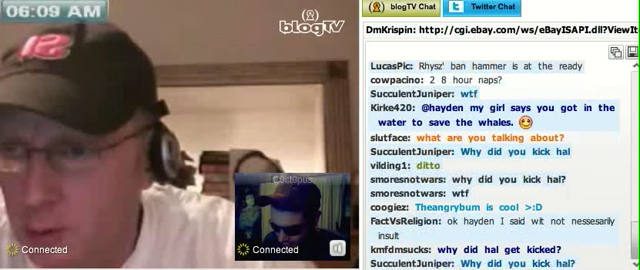 06:09 AM
blogTV
blogTV Chat
Twitter Chat
DmKrispin: http://cgi.ebay.com/ws/eBayISAPI.dll?ViewIt
LucasPic: Rhysz' ban hammer is at the ready
cowpacino: 2 8 hour naps?
SucculentJuniper: wtf
Kirke420: @hayden my girl says you got in the
water to save the whales.
slutface: what are you talking about?
SucculentJuniper: Why did you kick hal
vilding1: ditto
smoresnotwars: why did you kick hal?
smoresnotwars: wtf
coogiez: Theangrybum is cool >:D
FactVsReligion: ok hayden I said wit not nessesarily
insult
kmfdmsucks: why did hal get kicked?
SucculentJuniper: Why did you kick hal?
Connected
Connected